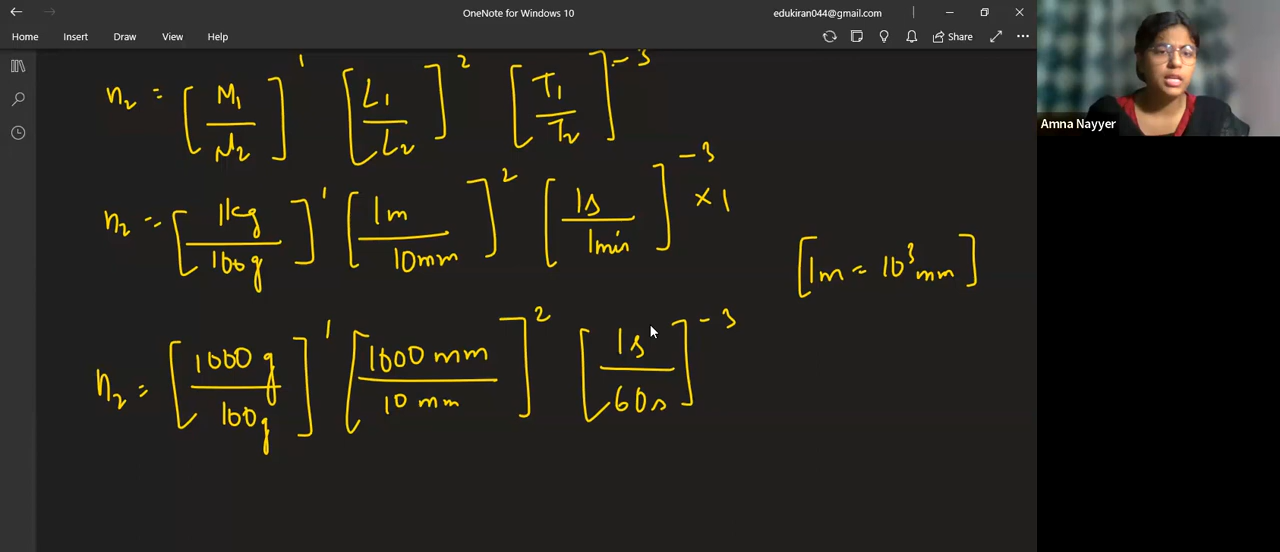 OneNote for Windows 10
edukiran044@gmail.com
Home Insert Draw View Help
Share
Amna Nayyer
n₂ = [M₁/M₂]¹ [L₁/L₂]² [T₁/T₂]⁻³
n₂ = [1kg/100g]¹ [1m/10mm]² [1s/1min]⁻³ × 1
[1m = 10³mm]
n₂ = [1000g/100g]¹ [1000mm/10mm]² [1s/60s]⁻³